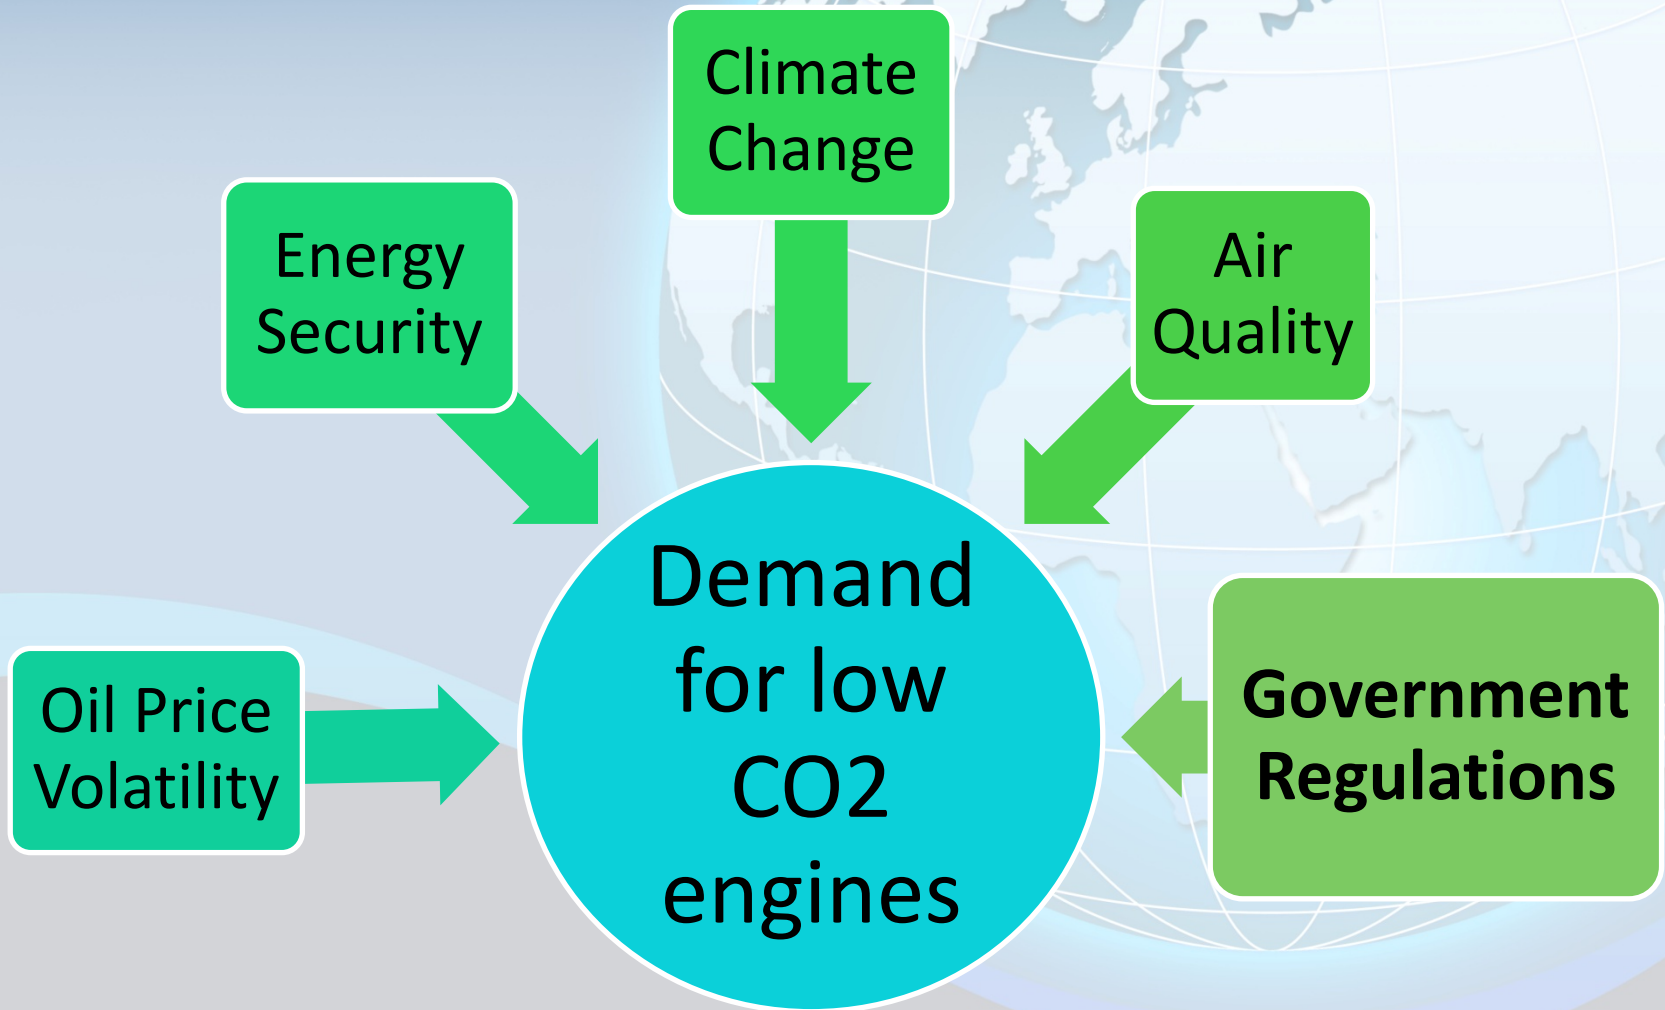 Climate
Change
Energy
Security
Air
Quality
Oil Price
Volatility
Demand
for low
CO2
engines
Government
Regulations